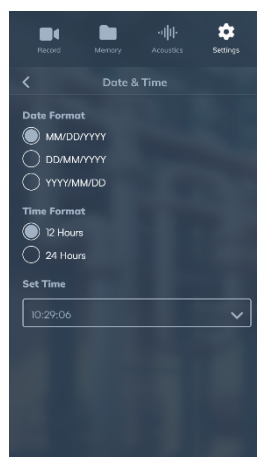 Record Memory Acoustics Settings
Date & Time
Date Format
MM/DD/YYYY
DD/MM/YYYY
YYYY/MM/DD
Time Format
12 Hours
24 Hours
Set Time
10:29:06